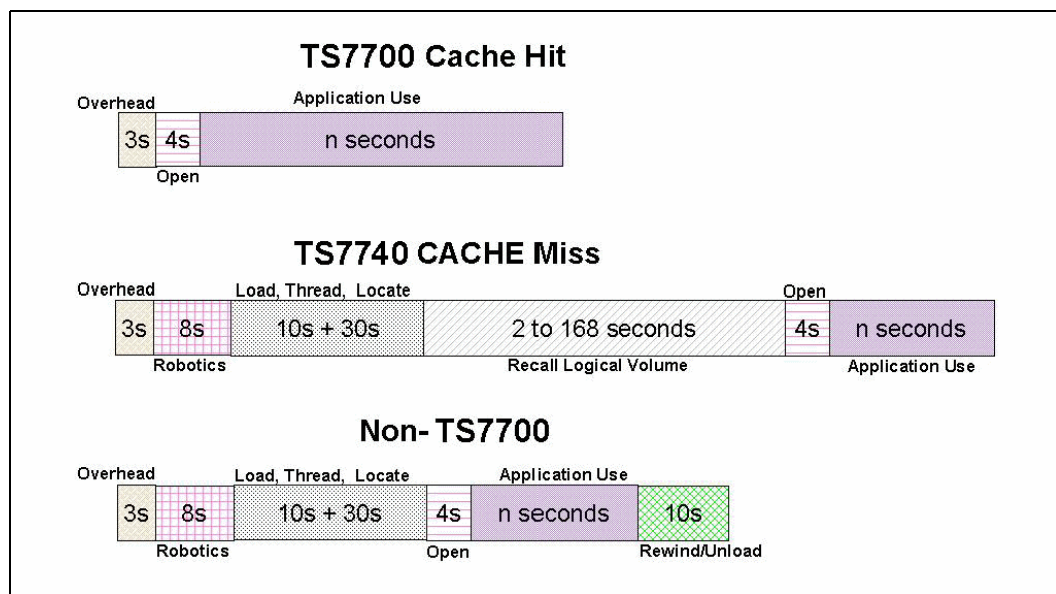 TS7700 Cache Hit
Overhead
Application Use
3s 4s n seconds
Open
TS7740 CACHE Miss
Overhead Load, Thread, Locate Open
3s 8s 10s + 30s 2 to 168 seconds 4s n seconds
Robotics Recall Logical Volume Application Use
Non- TS7700
Overhead Load, Thread, Locate Application Use
3s 8s 10s + 30s 4s n seconds 10s
Robotics Open Rewind/Unload